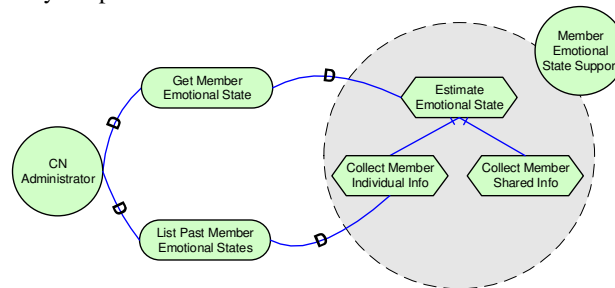 Member
Emotional
State Support
Get Member
Emotional State
D
Estimate
Emotional State
D
CN
Administrator
Collect Member
Individual Info
Collect Member
Shared Info
D
List Past Member
Emotional States
D